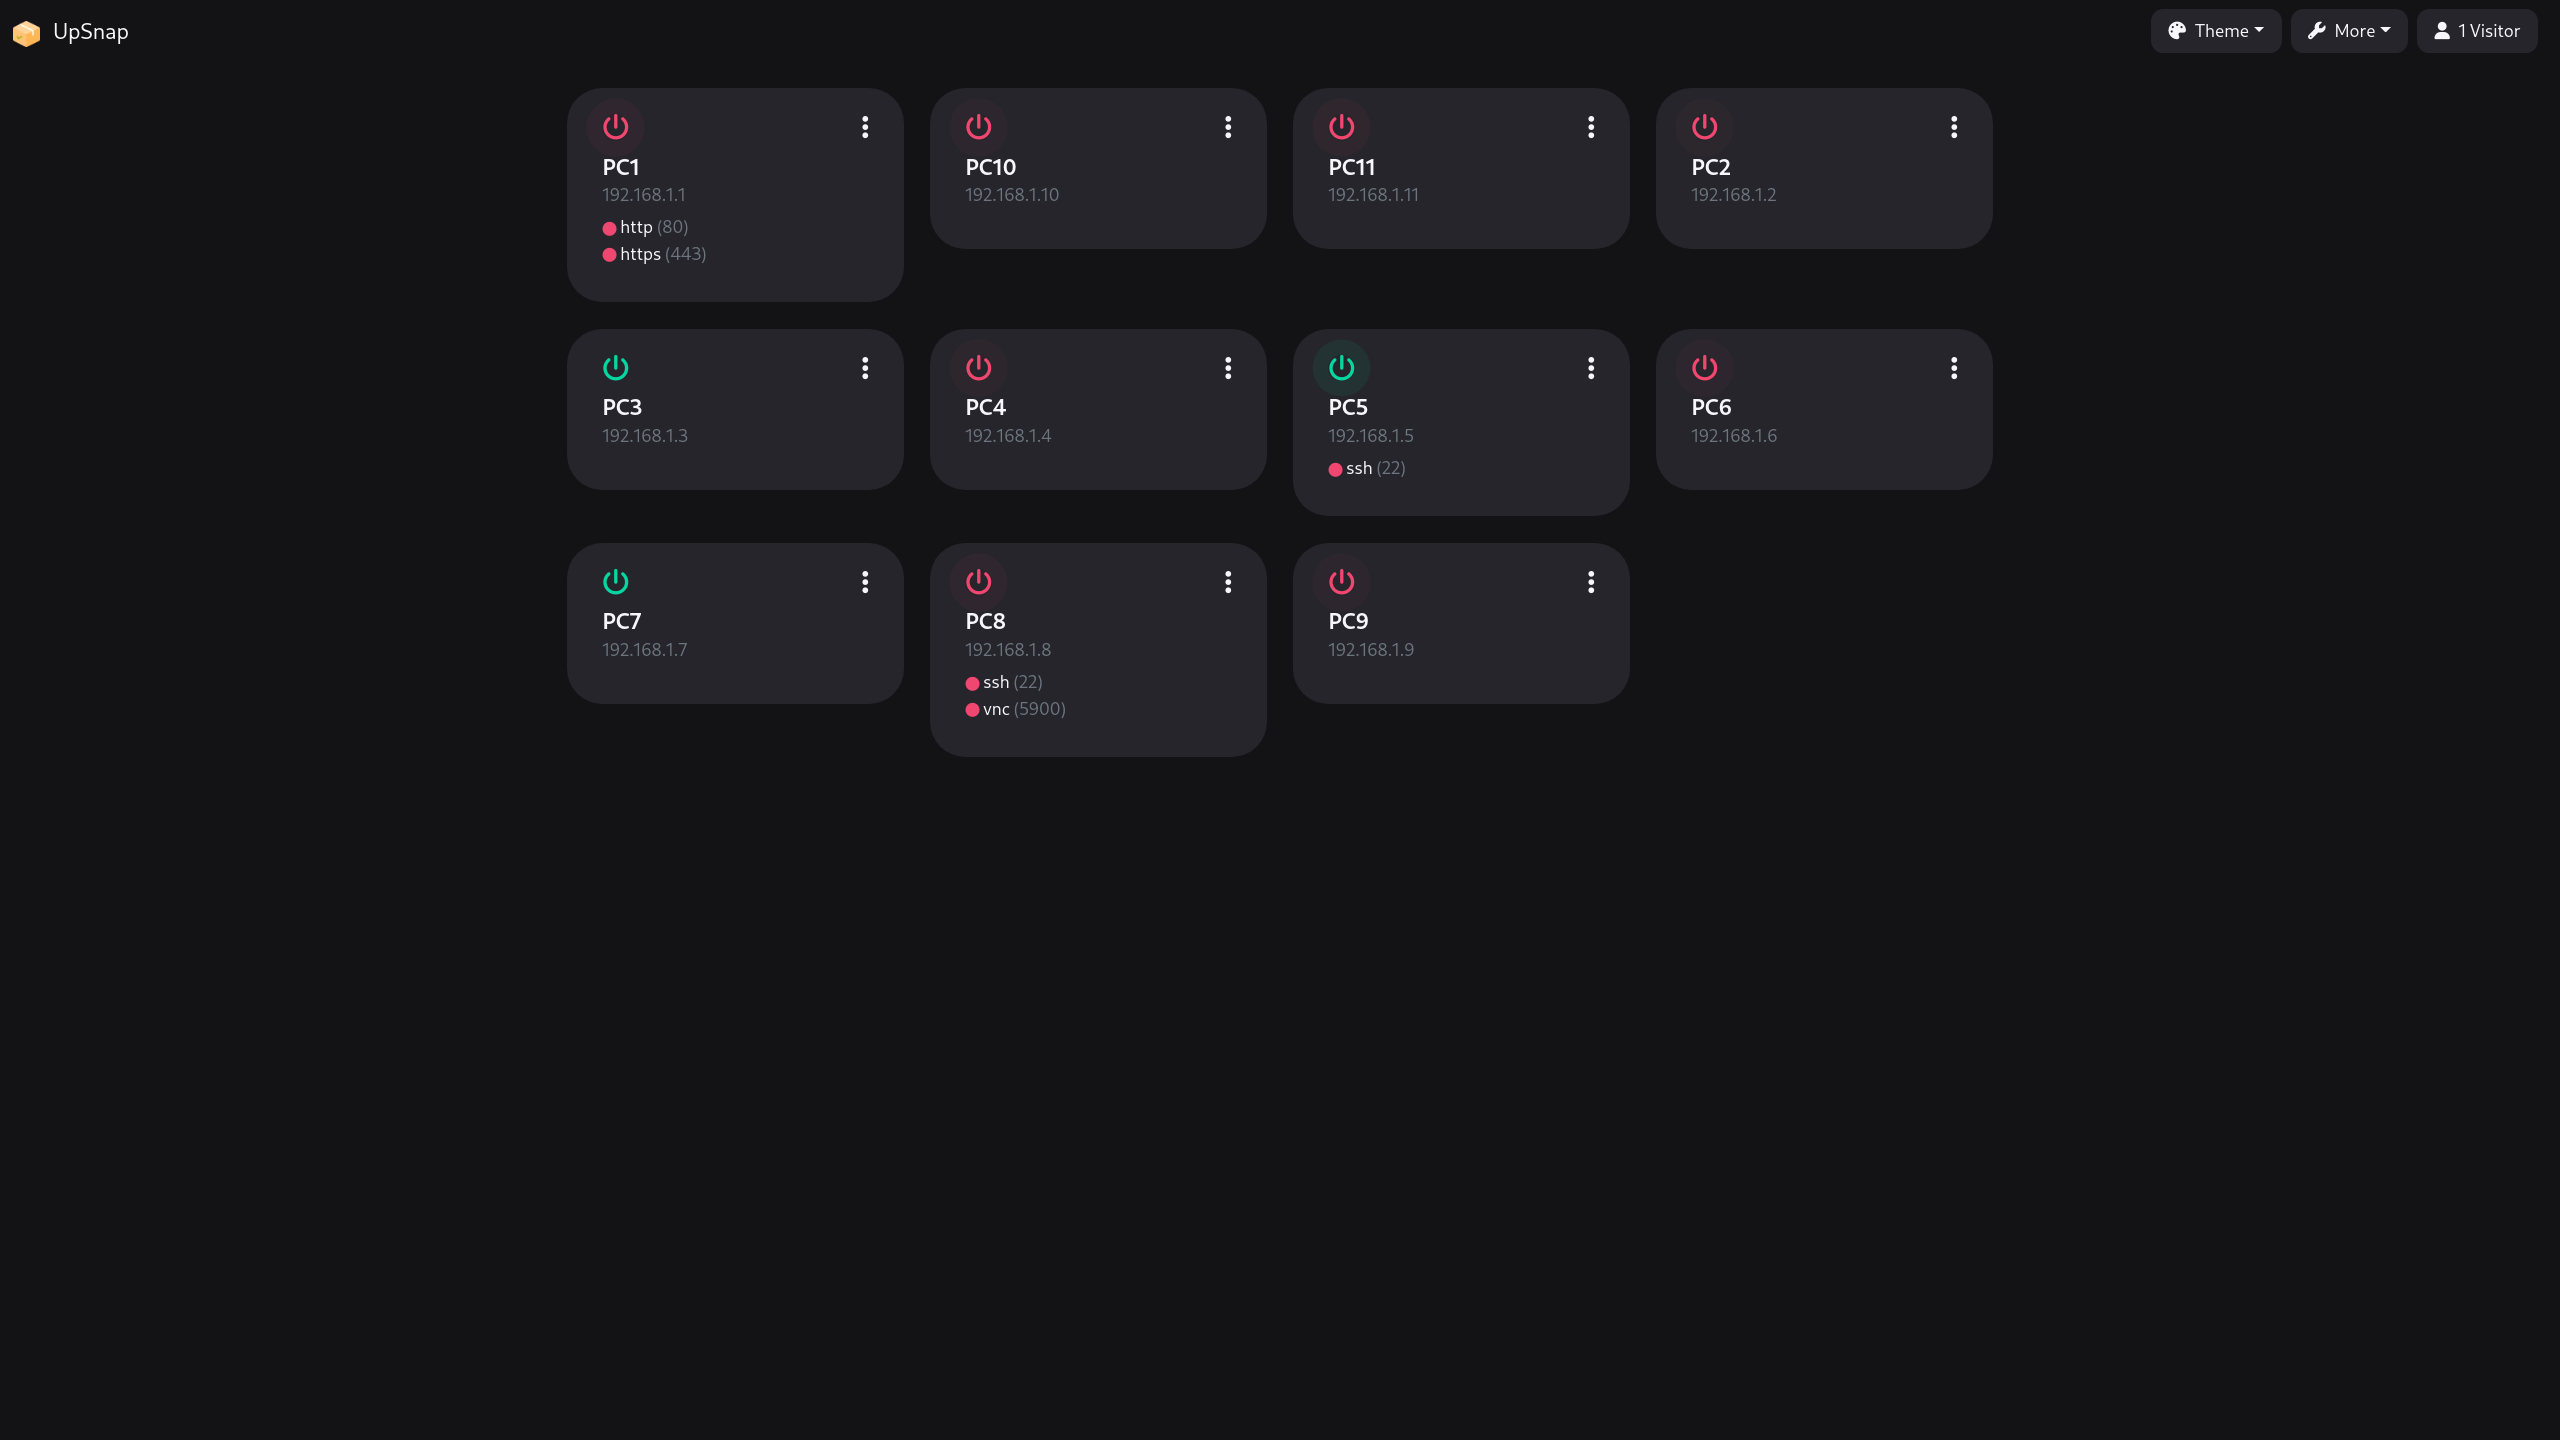 UpSnap
Theme
More
1 Visitor
PC1
192.168.1.1
http (80)
https (443)
PC10
192.168.1.10
PC11
192.168.1.11
PC2
192.168.1.2
PC3
192.168.1.3
PC4
192.168.1.4
PC5
192.168.1.5
ssh (22)
PC6
192.168.1.6
PC7
192.168.1.7
PC8
192.168.1.8
ssh (22)
vnc (5900)
PC9
192.168.1.9